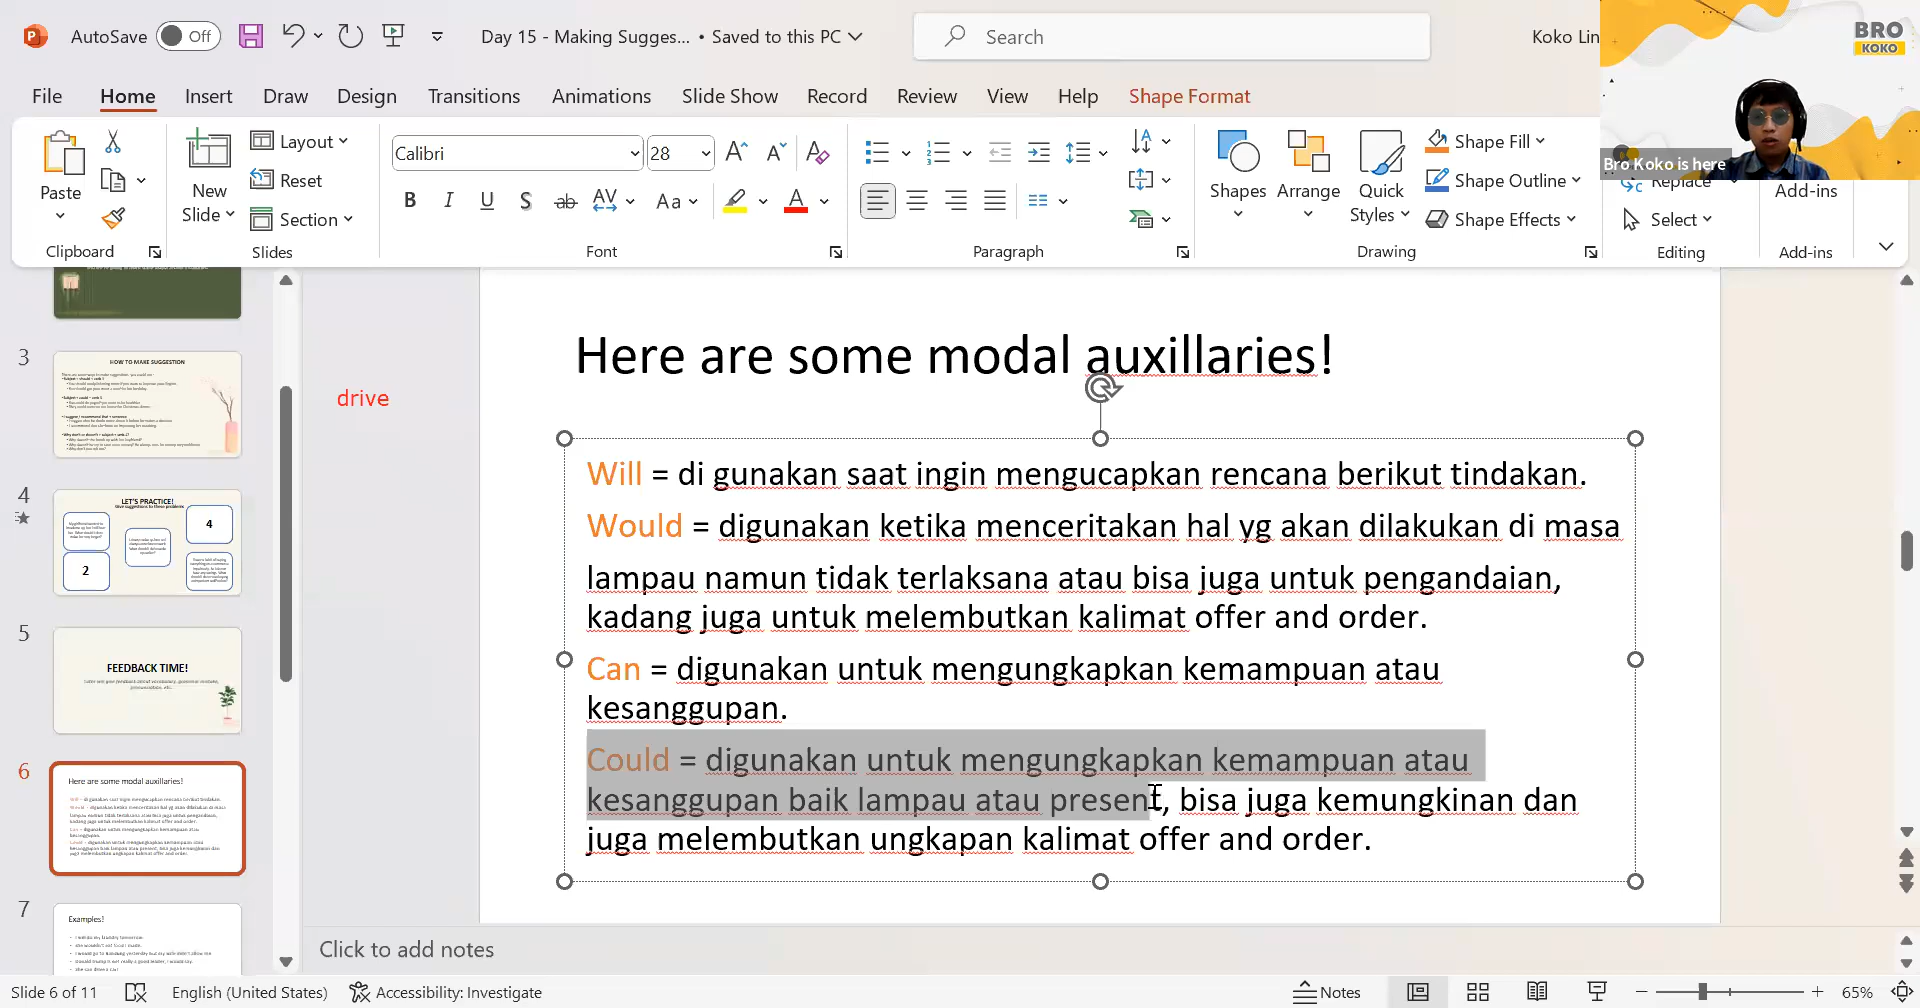 AutoSave Off Day 15 - Making Sugges... • Saved to this PC Search Koko Lin
BRO
KOKO
Bro Koko is here
File Home Insert Draw Design Transitions Animations Slide Show Record Review View Help Shape Format
Paste
Clipboard
New
Slide
Layout
Reset
Section
Slides
Calibri 28
B I U S ab AV Aa A
Font
Paragraph
Shapes Arrange Quick
Styles
Shape Fill
Shape Outline
Shape Effects
Drawing
Replace
Select
Editing
Add-ins
Add-ins
3
HOW TO MAKE SUGGESTION
4
LET'S PRACTICE!
Give suggestions to these problems
4
2
5
FEEDBACK TIME!
6
Here are some modal auxillaries!
7
Examples!
drive
Here are some modal auxillaries!
Will = di gunakan saat ingin mengucapkan rencana berikut tindakan.
Would = digunakan ketika menceritakan hal yg akan dilakukan di masa
lampau namun tidak terlaksana atau bisa juga untuk pengandaian,
kadang juga untuk melembutkan kalimat offer and order.
Can = digunakan untuk mengungkapkan kemampuan atau
kesanggupan.
Could = digunakan untuk mengungkapkan kemampuan atau
kesanggupan baik lampau atau present, bisa juga kemungkinan dan
juga melembutkan ungkapan kalimat offer and order.
Click to add notes
Slide 6 of 11 English (United States) Accessibility: Investigate Notes 65%